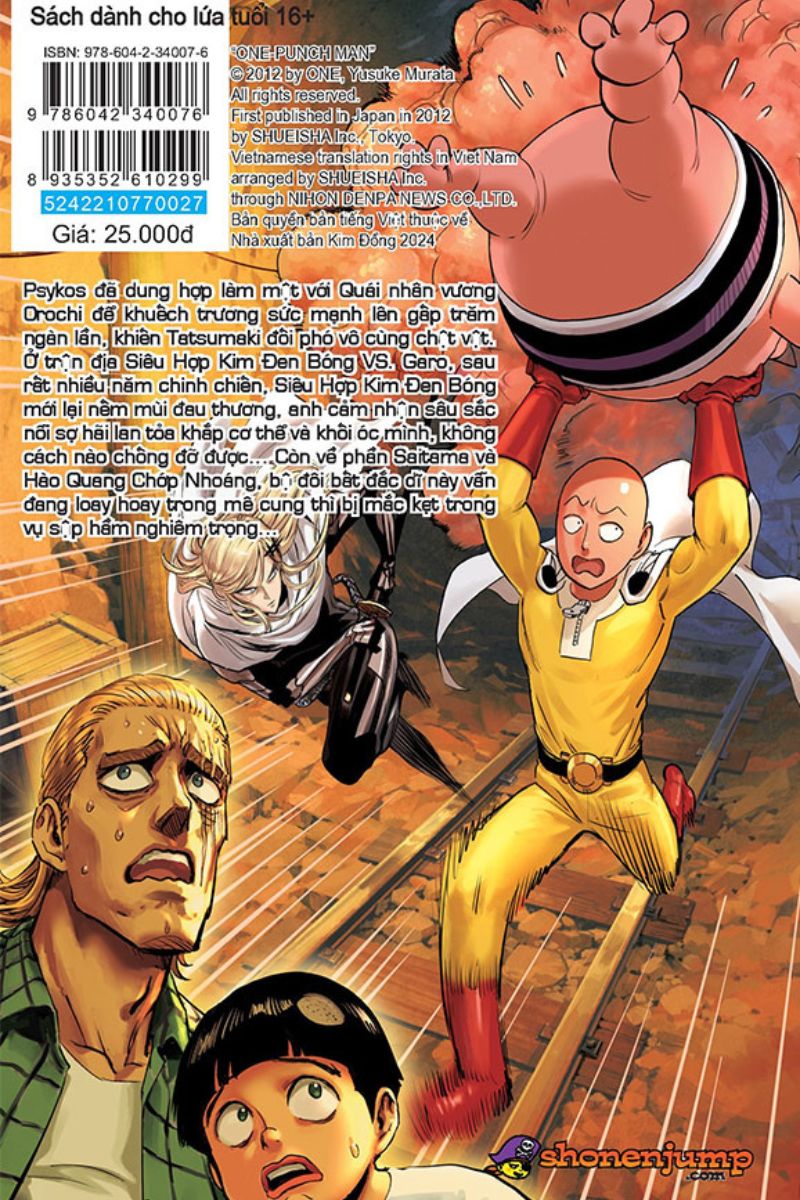 Sách dành cho lứa tuổi 16+
ISBN: 978-604-2-34007-6
9 786042 340076
8 935352 610299
5242210770027
Giá: 25.000đ
"ONE-PUNCH MAN"
© 2012 by ONE, Yusuke Murata
All rights reserved.
First published in Japan in 2012
by SHUEISHA Inc., Tokyo.
Vietnamese translation rights in Viet Nam
arranged by SHUEISHA Inc.
through NIHON DENPA NEWS CO.,LTD.
Bản quyền bản tiếng Việt thuộc về
Nhà xuất bản Kim Đồng 2024
Psykos đã dung hợp làm một với Quái nhân vương
Orochi để khuếch trương sức mạnh lên gấp trăm
ngàn lần, khiến Tatsumaki đối phó vô cùng chật vật.
Ở trận địa Siêu Hợp Kim Đen Bóng VS. Garo, sau
rất nhiều năm chinh chiến, Siêu Hợp Kim Đen Bóng
mới lại nếm mùi đau thương, anh cảm nhận sâu sắc
nỗi sợ hãi lan tỏa khắp cơ thể và khối óc mình, không
cách nào chống đỡ được.... Còn về phần Saitama và
Hào Quang Chớp Nhoáng, bộ đôi bất đắc dĩ này vẫn
đang loay hoay trong mê cung thì bị mắc kẹt trong
vụ sập hầm nghiêm trọng...
shonenjump
.com